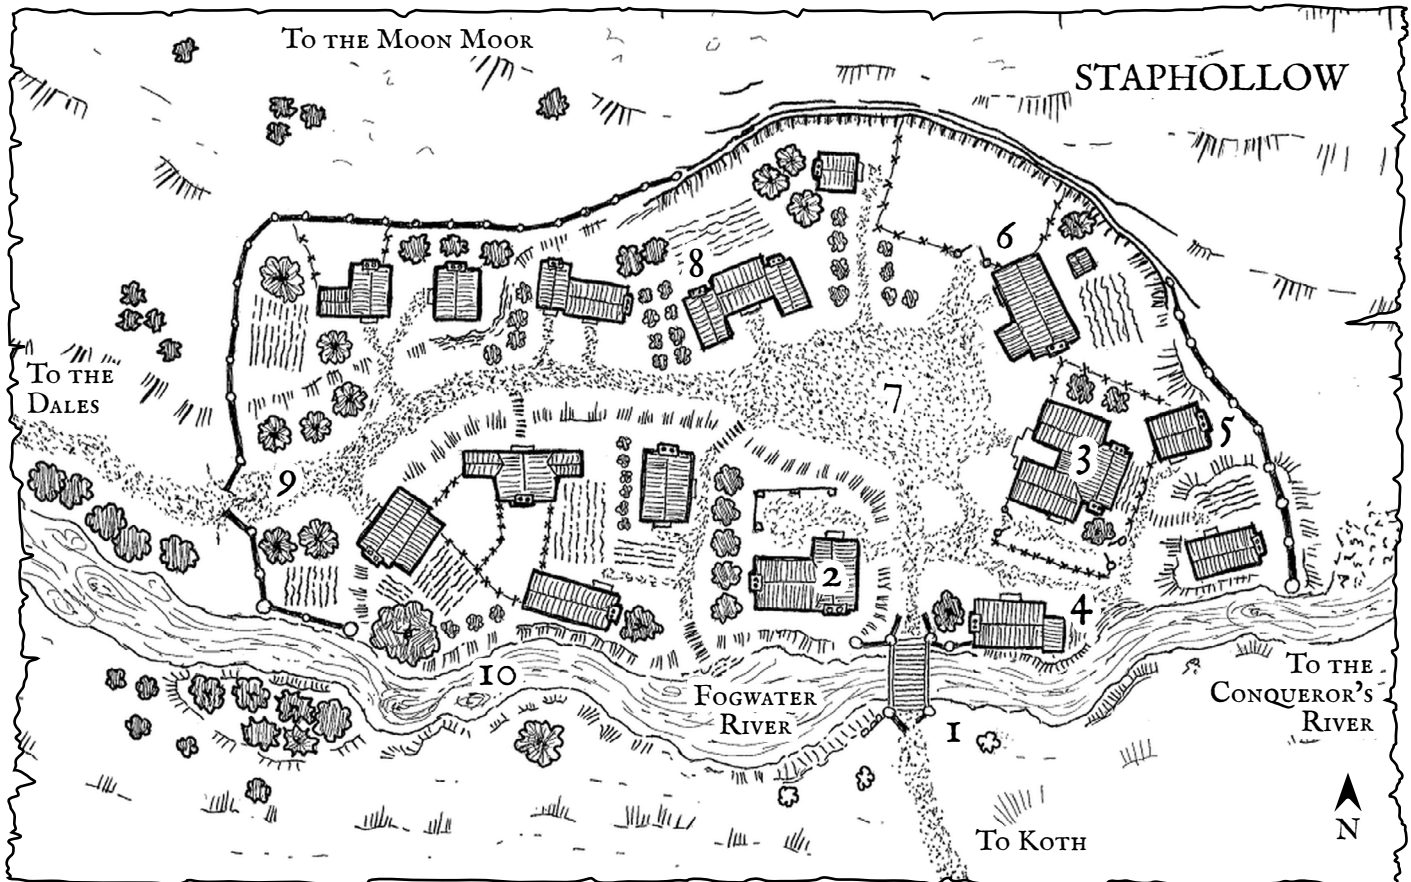 To the Moon Moor
STAPHOLLOW
6
8
To the
Dales
7
5
3
9
2
4
10
Fogwater
River
1
To the
Conqueror's
River
To Koth
N